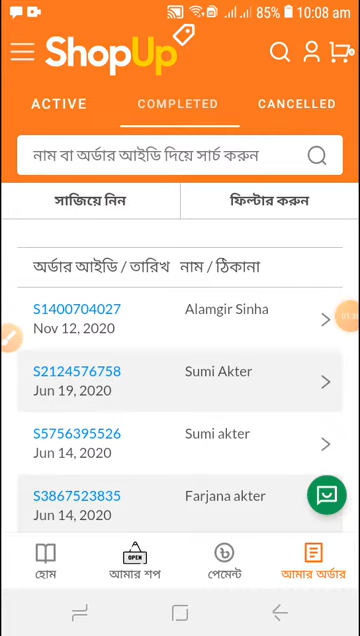 85% 10:08 am
ShopUp
ACTIVE COMPLETED CANCELLED
নাম বা অর্ডার আইডি দিয়ে সার্চ করুন
সাজিয়ে নিন ফিল্টার করুন
অর্ডার আইডি / তারিখ নাম / ঠিকানা
S1400704027 Alamgir Sinha
Nov 12, 2020
S2124576758 Sumi Akter
Jun 19, 2020
S5756395526 Sumi akter
Jun 14, 2020
S3867523835 Farjana akter
Jun 14, 2020
OPEN
হোম আমার শপ পেমেন্ট আমার অর্ডার